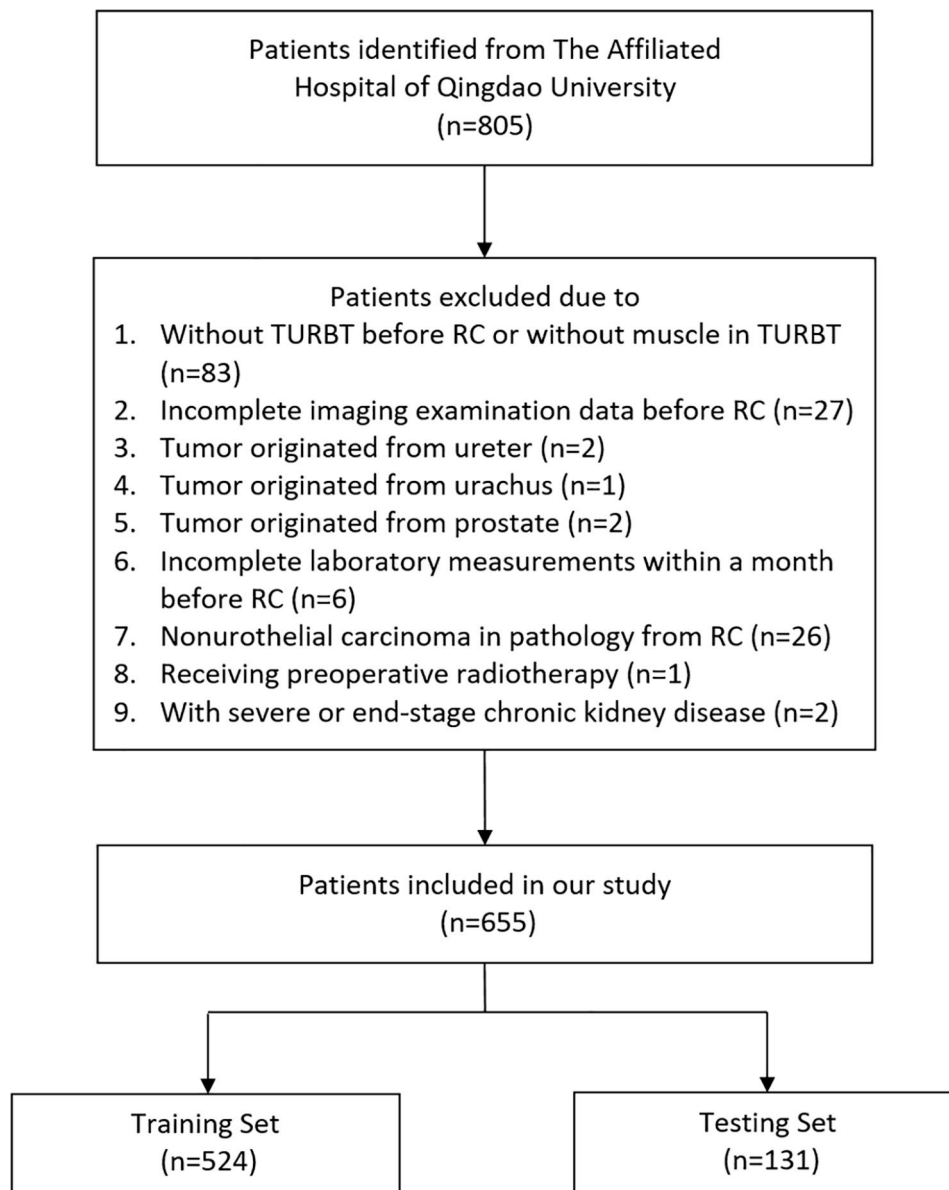 Patients identified from The Affiliated
Hospital of Qingdao University
(n=805)
Patients excluded due to
1. Without TURBT before RC or without muscle in TURBT
(n=83)
2. Incomplete imaging examination data before RC (n=27)
3. Tumor originated from ureter (n=2)
4. Tumor originated from urachus (n=1)
5. Tumor originated from prostate (n=2)
6. Incomplete laboratory measurements within a month
before RC (n=6)
7. Nonurothelial carcinoma in pathology from RC (n=26)
8. Receiving preoperative radiotherapy (n=1)
9. With severe or end-stage chronic kidney disease (n=2)
Patients included in our study
(n=655)
Training Set
(n=524)
Testing Set
(n=131)